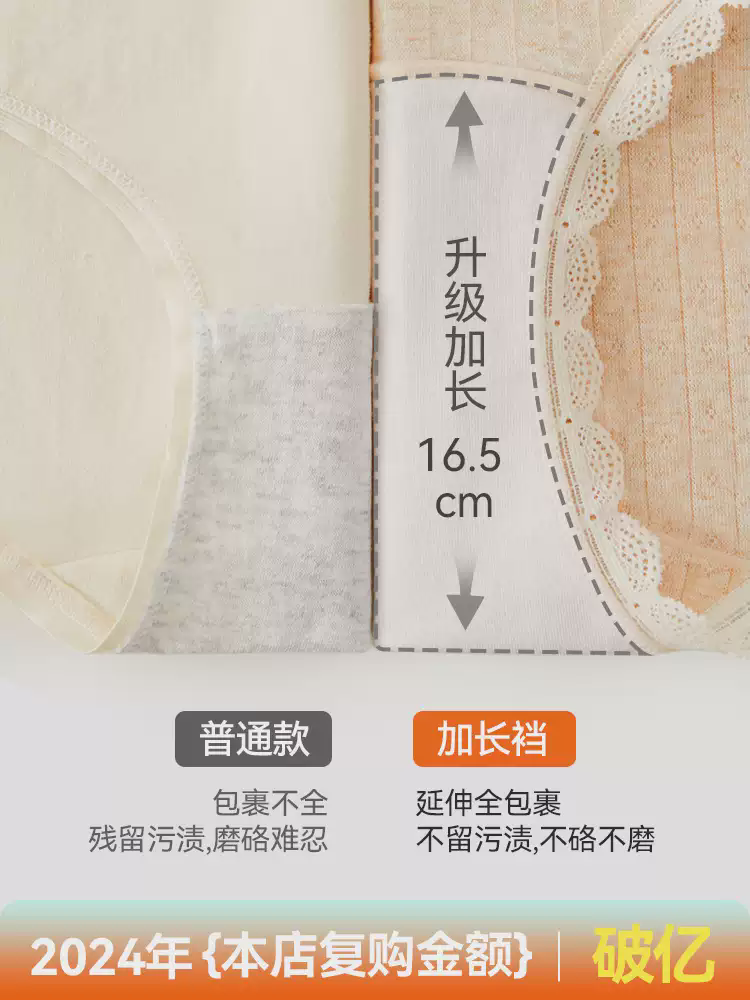 升级加长
16.5
cm
普通款
包裹不全
残留污渍,磨硌难忍
加长裆
延伸全包裹
不留污渍,不硌不磨
2024年{本店复购金额} 破亿